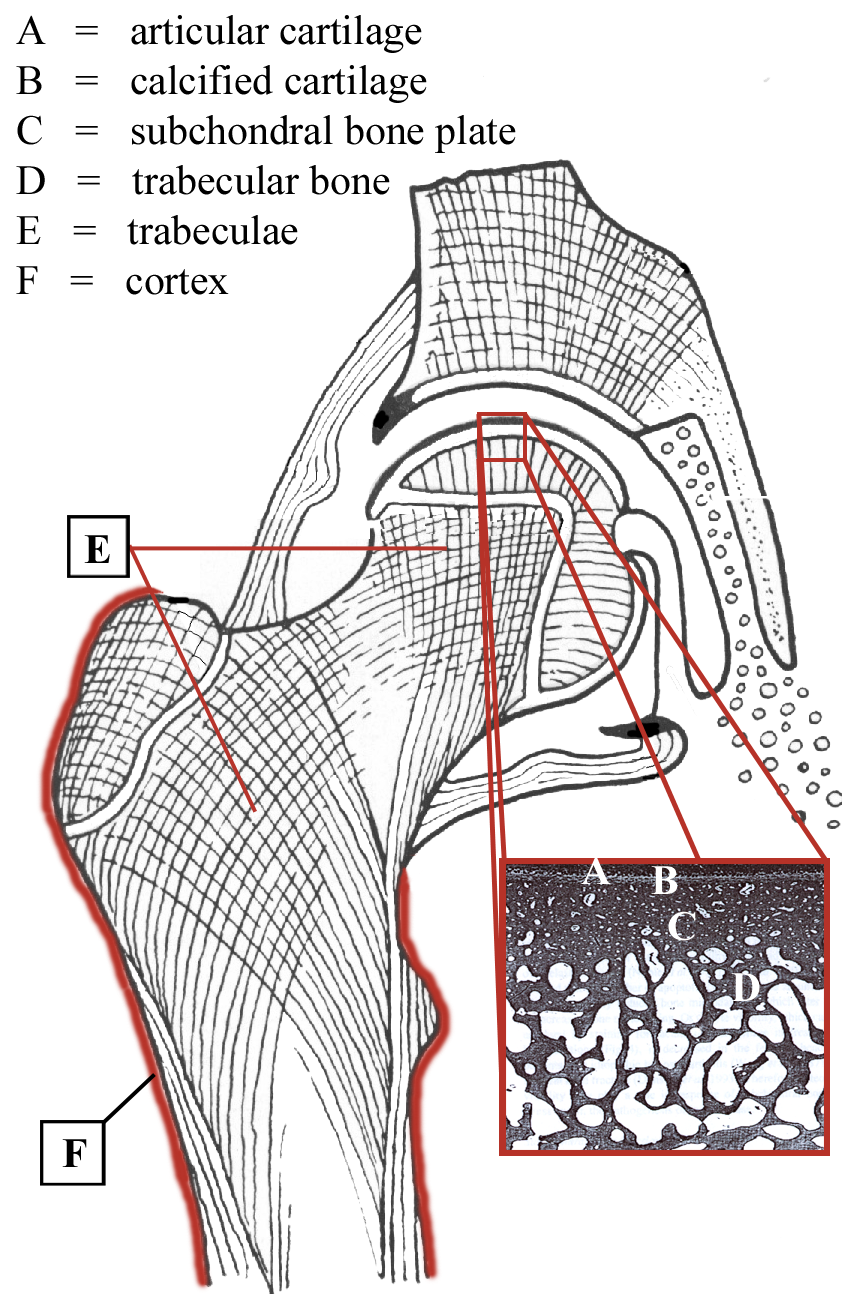 A = articular cartilage
B = calcified cartilage
C = subchondral bone plate
D = trabecular bone
E = trabeculae
F = cortex
E
A
B
C
D
F